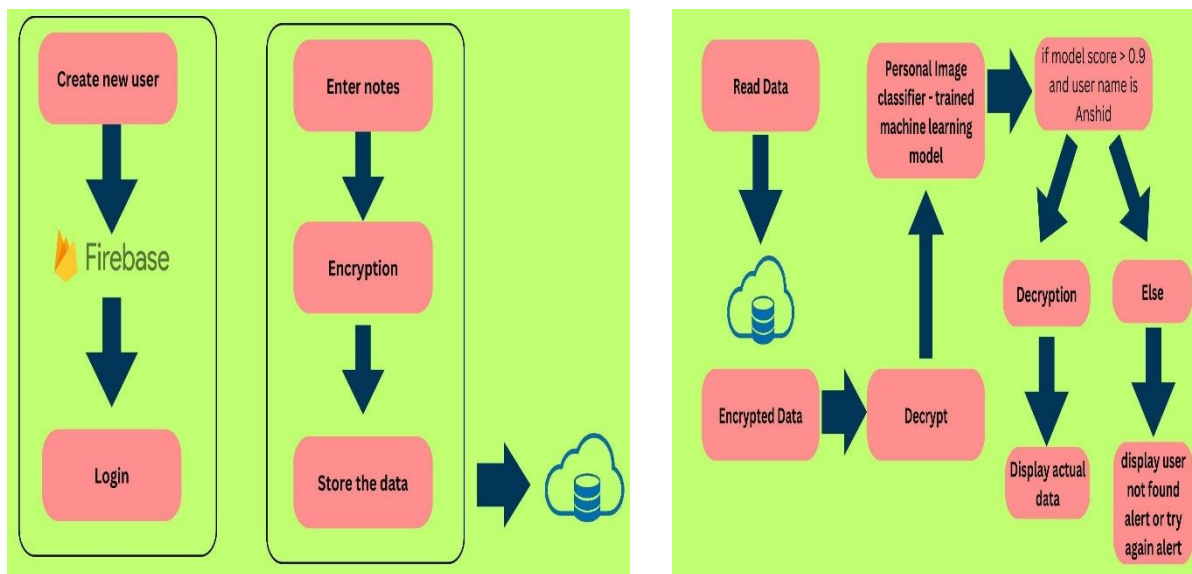 Create new user
Firebase
Login
Enter notes
Encryption
Store the data
Read Data
Encrypted Data
Decrypt
Personal Image
classifier - trained
machine learning
model
if model score > 0.9
and user name is
Anshid
Decryption
Else
Display actual
data
display user
not found
alert or try
again alert